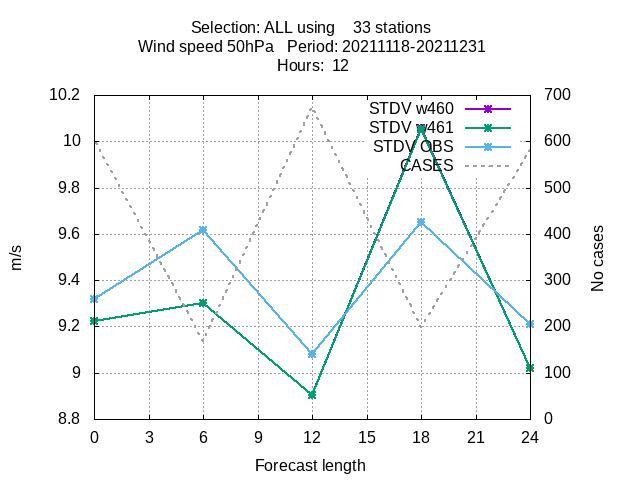 Selection: ALL using    33 stations
Wind speed 50hPa   Period: 20211118-20211231
Hours:  12
10.2
10
9.8
9.6
9.4
9.2
9
8.8
700
600
500
400
300
200
100
0
STDV w460
STDV w461
STDV OBS
CASES
m/s
No cases
0 3 6 9 12 15 18 21 24
Forecast length